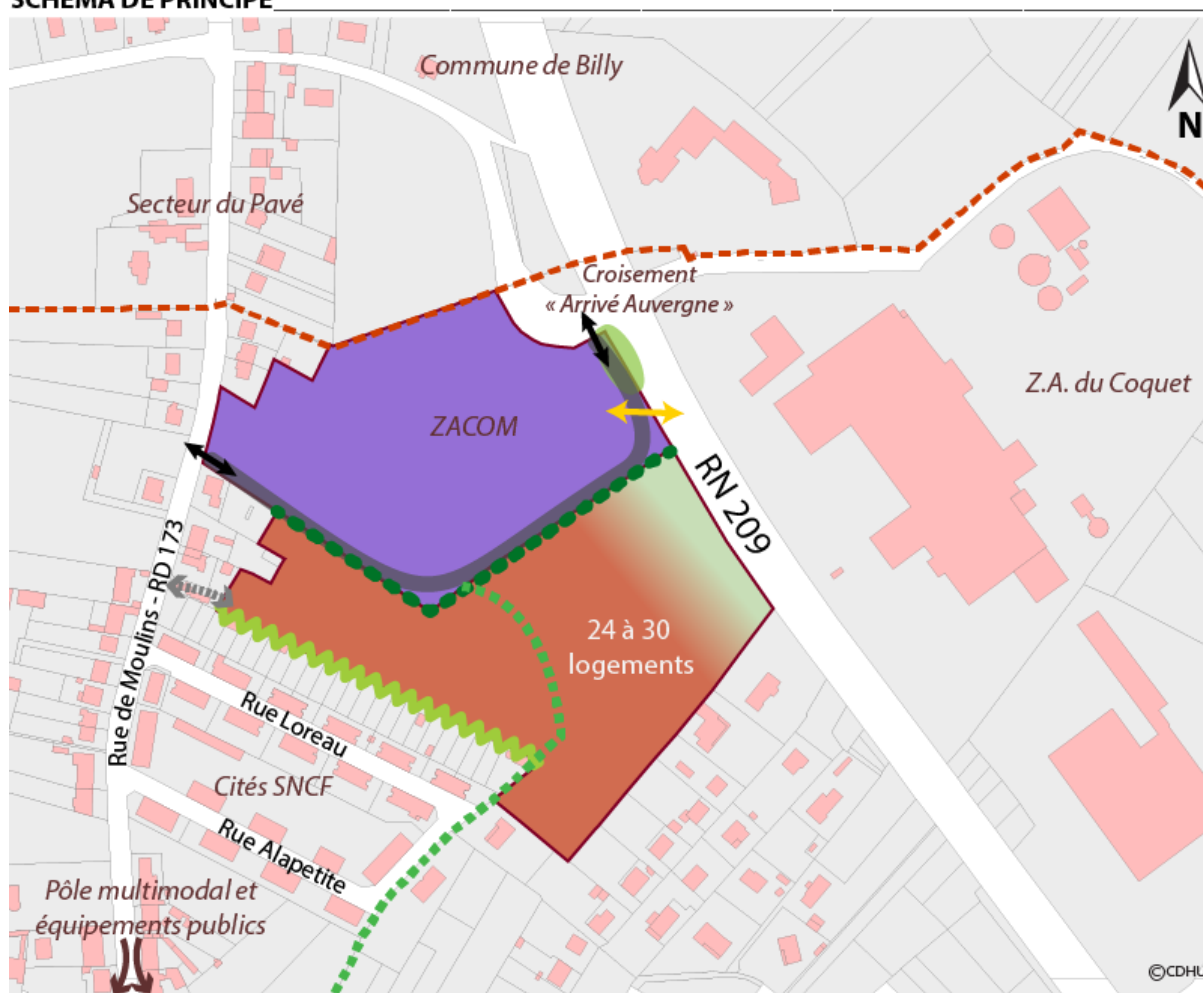 SCHÉMA DE PRINCIPE
Commune de Billy
N
Secteur du Pavé
Croisement
« Arrivé Auvergne »
Z.A. du Coquet
ZACOM
RN 209
Rue de Moulins - RD 173
24 à 30
logements
Rue Loreau
Cités SNCF
Rue Alapetite
Pôle multimodal et
équipements publics
©CDHU